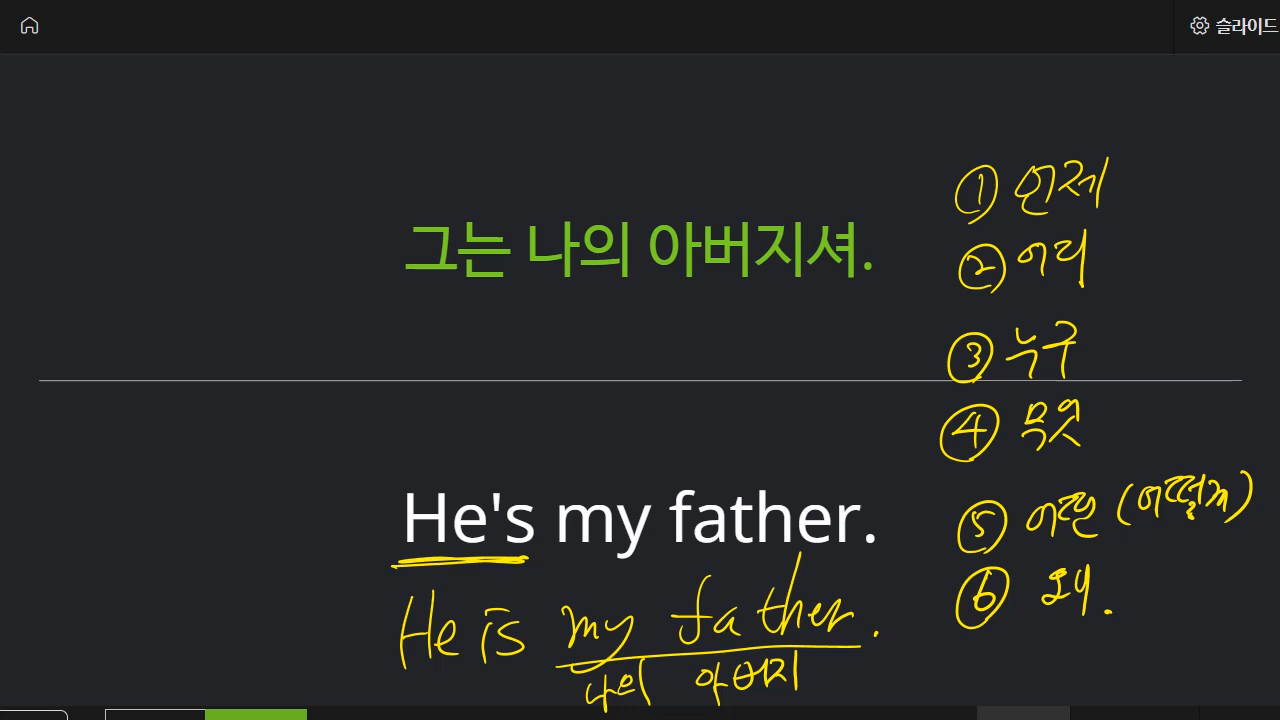 슬라이드
그는 나의 아버지셔.
① 언제
② 어디
③ 누구
④ 무엇
He's my father.
⑤ 어떤 (어떻게)
⑥ 왜.
He is my father.
나의 아버지